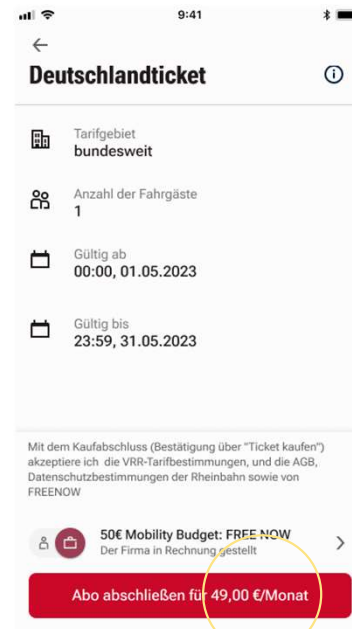 9:41
Deutschlandticket
Tarifgebiet
bundesweit
Anzahl der Fahrgäste
1
Gültig ab
00:00, 01.05.2023
Gültig bis
23:59, 31.05.2023
Mit dem Kaufabschluss (Bestätigung über "Ticket kaufen")
akzeptiere ich die VRR-Tarifbestimmungen, und die AGB,
Datenschutzbestimmungen der Rheinbahn sowie von
FREENOW
50€ Mobility Budget: FREE NOW
Der Firma in Rechnung gestellt
Abo abschließen für 49,00 €/Monat